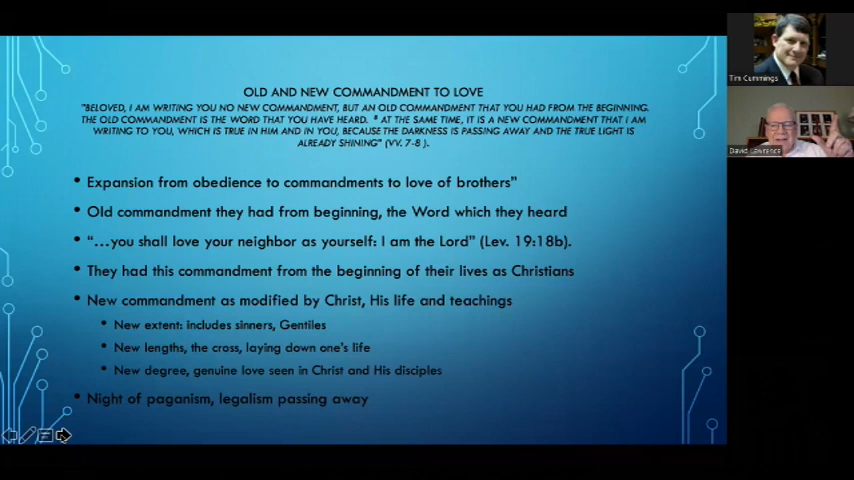 OLD AND NEW COMMANDMENT TO LOVE
"BELOVED, I AM WRITING YOU NO NEW COMMANDMENT, BUT AN OLD COMMANDMENT THAT YOU HAD FROM THE BEGINNING.
THE OLD COMMANDMENT IS THE WORD THAT YOU HAVE HEARD. 8 AT THE SAME TIME, IT IS A NEW COMMANDMENT THAT I AM
WRITING TO YOU, WHICH IS TRUE IN HIM AND IN YOU, BECAUSE THE DARKNESS IS PASSING AWAY AND THE TRUE LIGHT IS
ALREADY SHINING" (VV. 7-8 ).
• Expansion from obedience to commandments to love of brothers"
• Old commandment they had from beginning, the Word which they heard
• "…you shall love your neighbor as yourself: I am the Lord" (Lev. 19:18b).
• They had this commandment from the beginning of their lives as Christians
• New commandment as modified by Christ, His life and teachings
• New extent: includes sinners, Gentiles
• New lengths, the cross, laying down one's life
• New degree, genuine love seen in Christ and His disciples
• Night of paganism, legalism passing away
Tim Cummings
David Lawrence